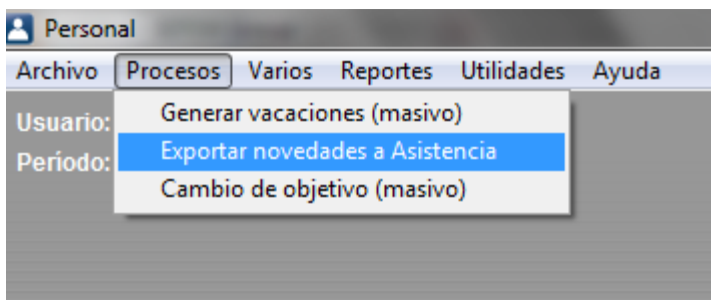 Personal
Archivo Procesos Varios Reportes Utilidades Ayuda
Usuario:
Generar vacaciones (masivo)
Período:
Exportar novedades a Asistencia
Cambio de objetivo (masivo)